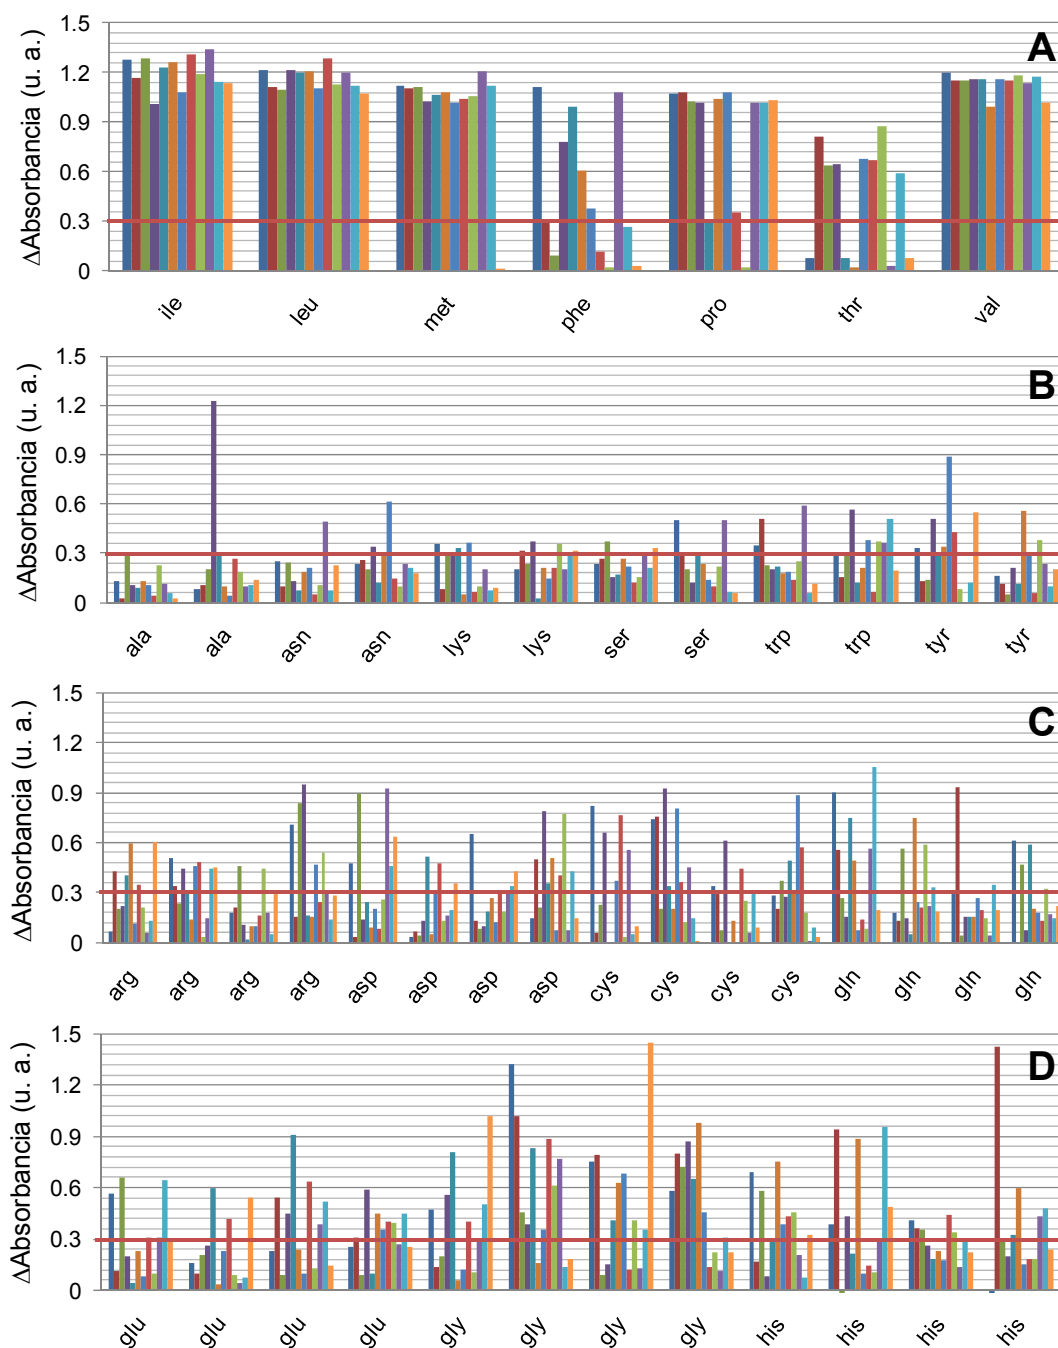 A
ΔAbsorbancia (u. a.)
1.5
1.2
0.9
0.6
0.3
0
ile leu met phe pro thr val
B
ΔAbsorbancia (u. a.)
1.5
1.2
0.9
0.6
0.3
0
ala ala asn asn lys lys ser ser trp trp tyr tyr
C
ΔAbsorbancia (u. a.)
1.5
1.2
0.9
0.6
0.3
0
arg arg arg arg asp asp asp asp cys cys cys cys gln gln gln gln
D
ΔAbsorbancia (u. a.)
1.5
1.2
0.9
0.6
0.3
0
glu glu glu glu gly gly gly gly his his his his